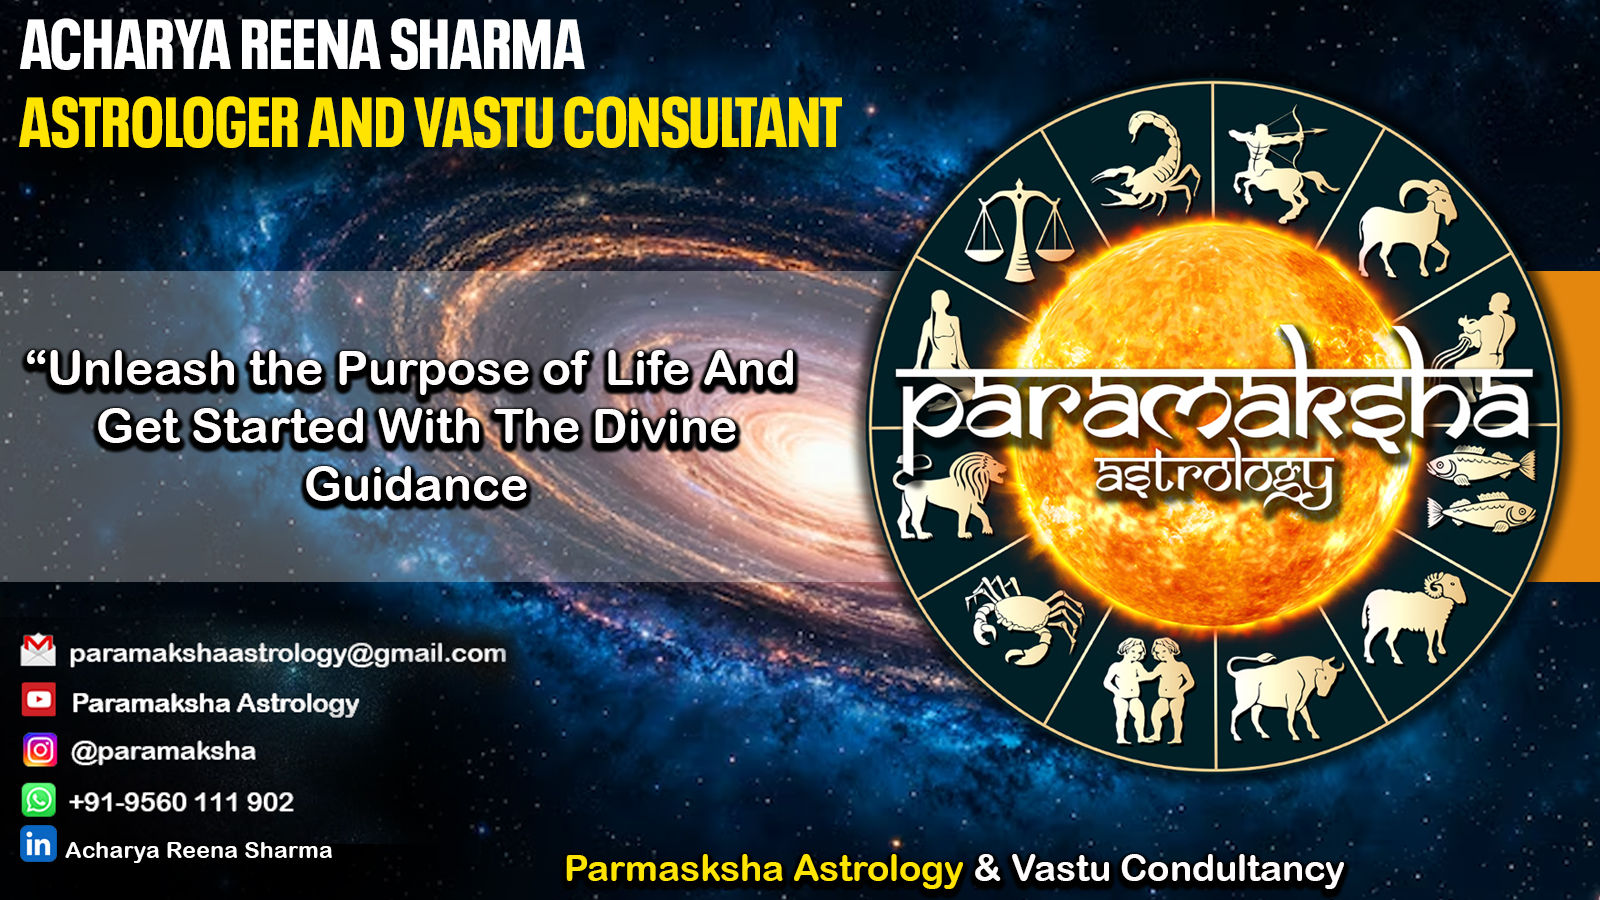 ACHARYA REENA SHARMA
ASTROLOGER AND VASTU CONSULTANT
“Unleash the Purpose of Life And
Get Started With The Divine
Guidance
paramaksha
astrology
paramakshaastrology@gmail.com
Paramaksha Astrology
@paramaksha
+91-9560 111 902
in Acharya Reena Sharma
Parmasksha Astrology & Vastu Condultancy